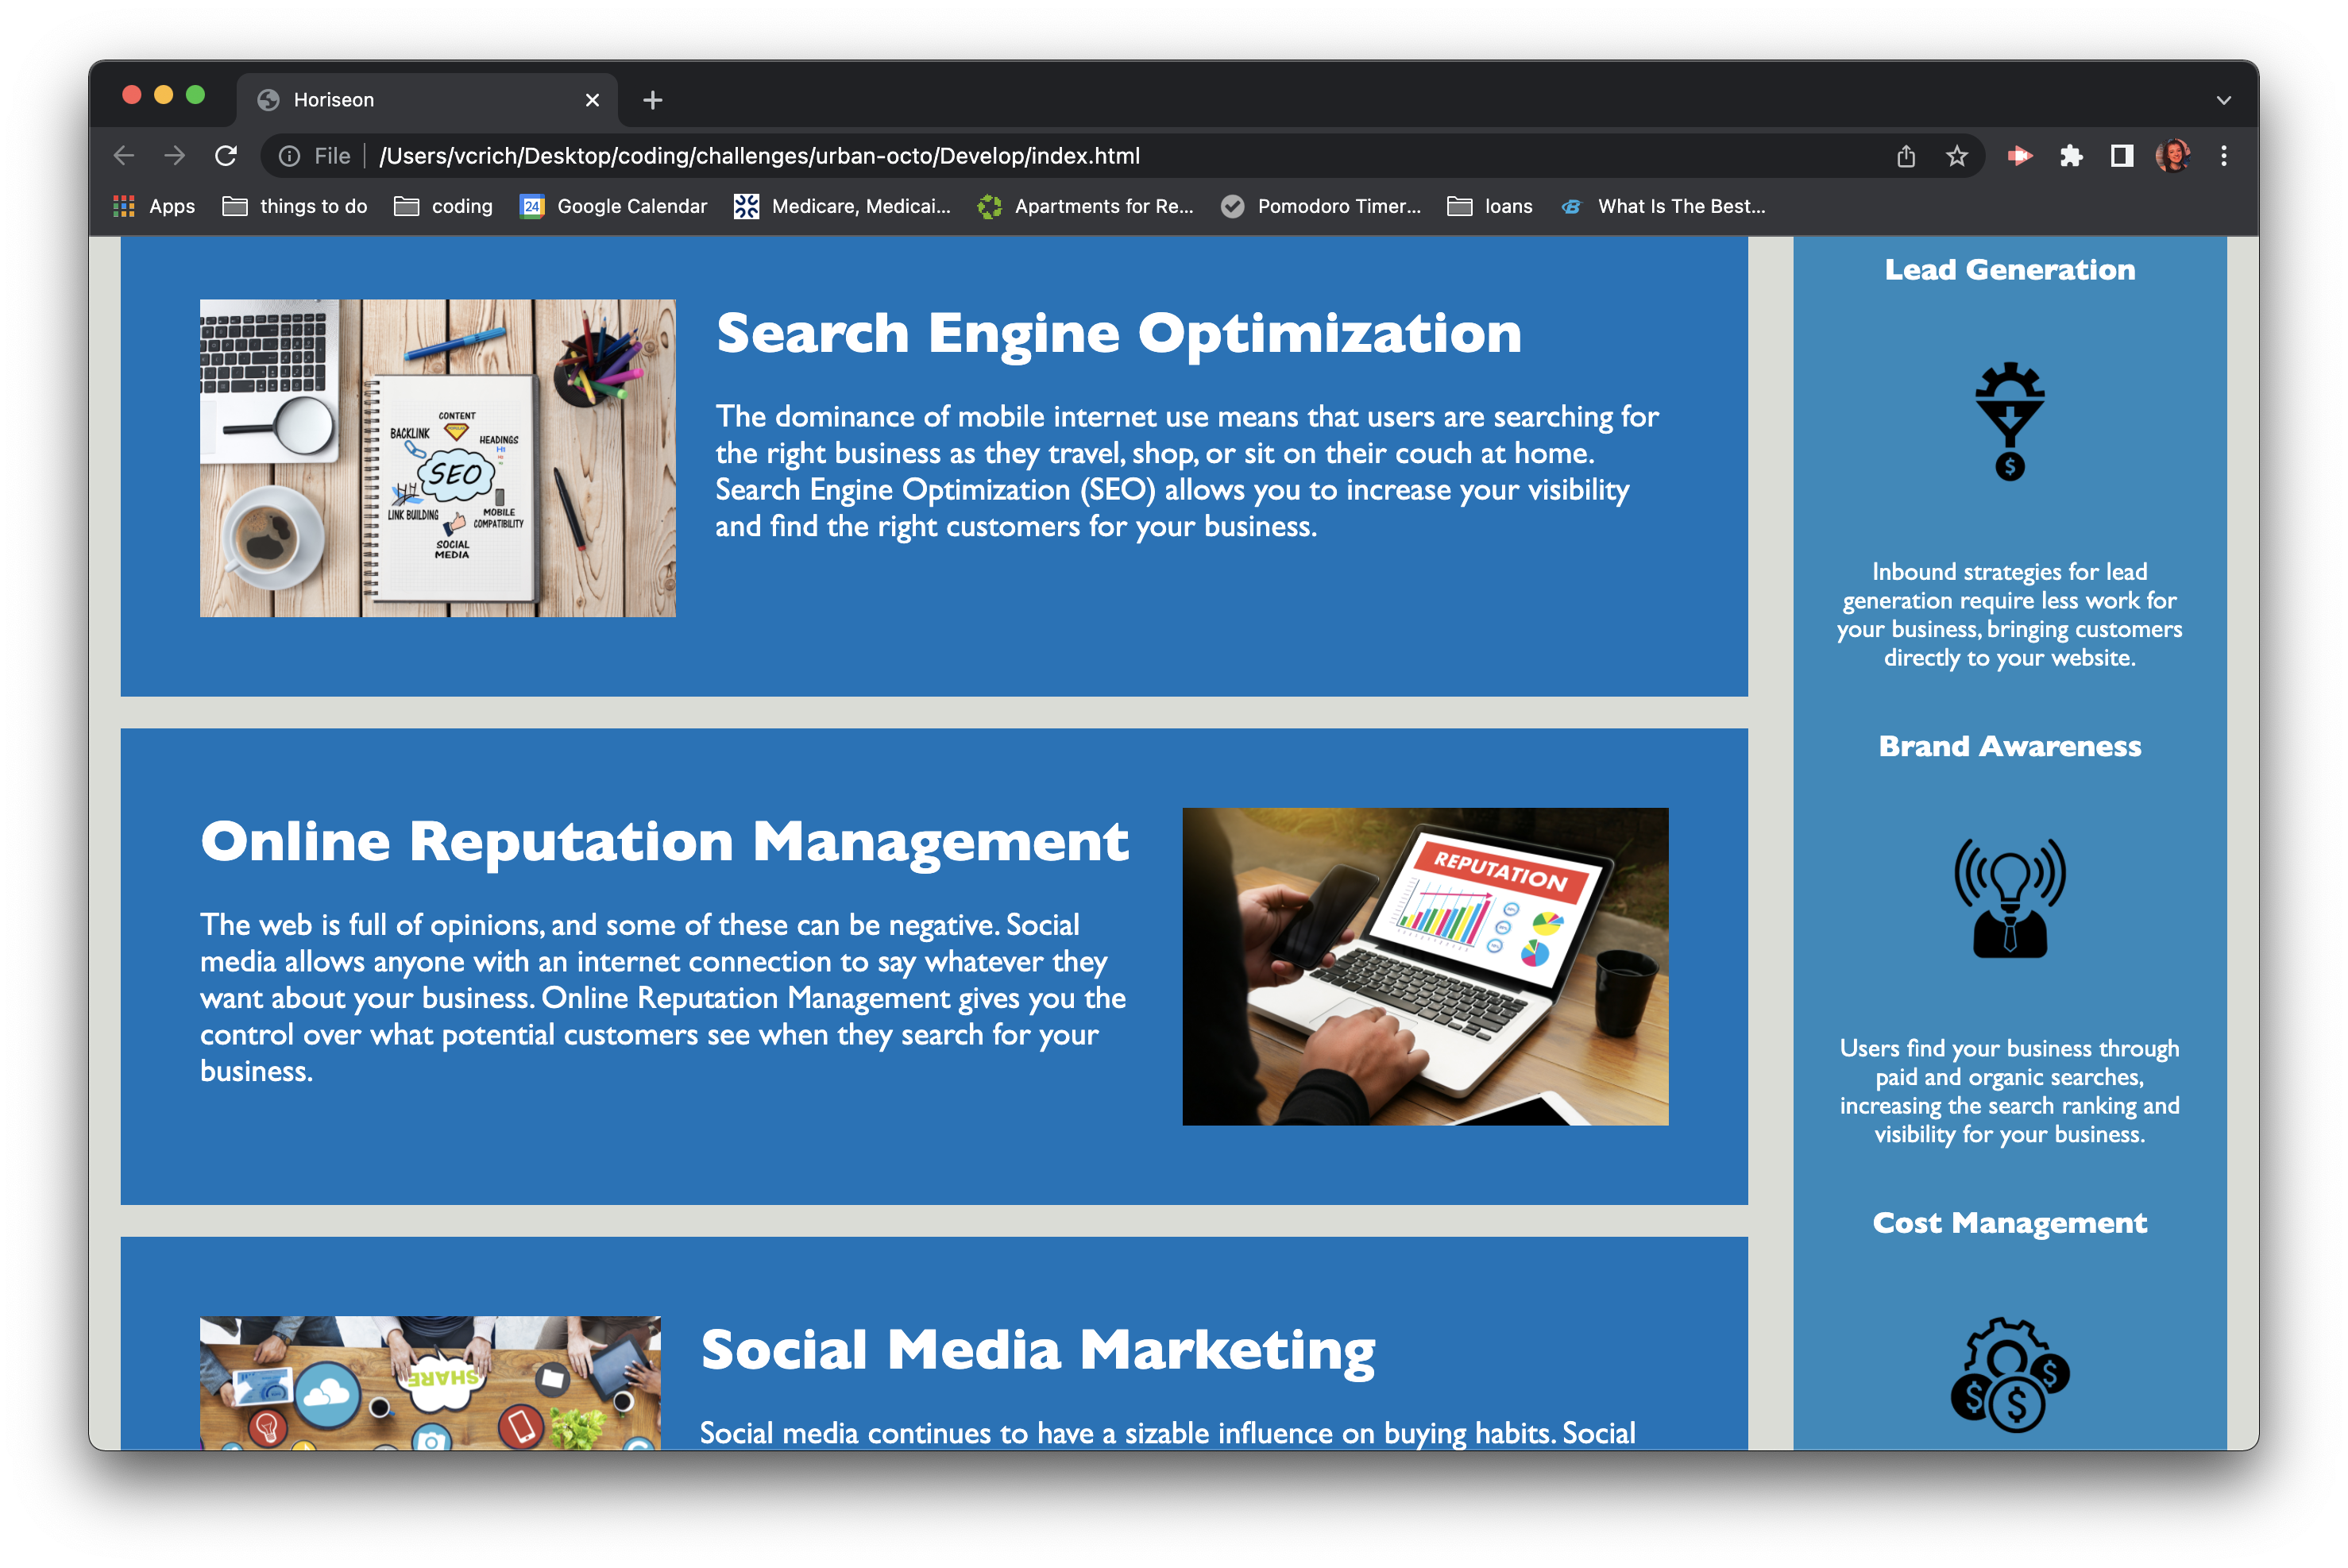 Horiseon
File /Users/vcrich/Desktop/coding/challenges/urban-octo/Develop/index.html
Apps things to do coding 24 Google Calendar Medicare, Medicai... Apartments for Re... Pomodoro Timer... loans What Is The Best...
Search Engine Optimization
The dominance of mobile internet use means that users are searching for
the right business as they travel, shop, or sit on their couch at home.
Search Engine Optimization (SEO) allows you to increase your visibility
and find the right customers for your business.
CONTENT
BACKLINK
HEADINGS
H1
SEO
LINK BUILDING
MOBILE
COMPATIBILITY
SOCIAL
MEDIA
Online Reputation Management
The web is full of opinions, and some of these can be negative. Social
media allows anyone with an internet connection to say whatever they
want about your business. Online Reputation Management gives you the
control over what potential customers see when they search for your
business.
REPUTATION
Social Media Marketing
Social media continues to have a sizable influence on buying habits. Social
SHARE
Lead Generation
$
Inbound strategies for lead
generation require less work for
your business, bringing customers
directly to your website.
Brand Awareness
Users find your business through
paid and organic searches,
increasing the search ranking and
visibility for your business.
Cost Management
$ $ $